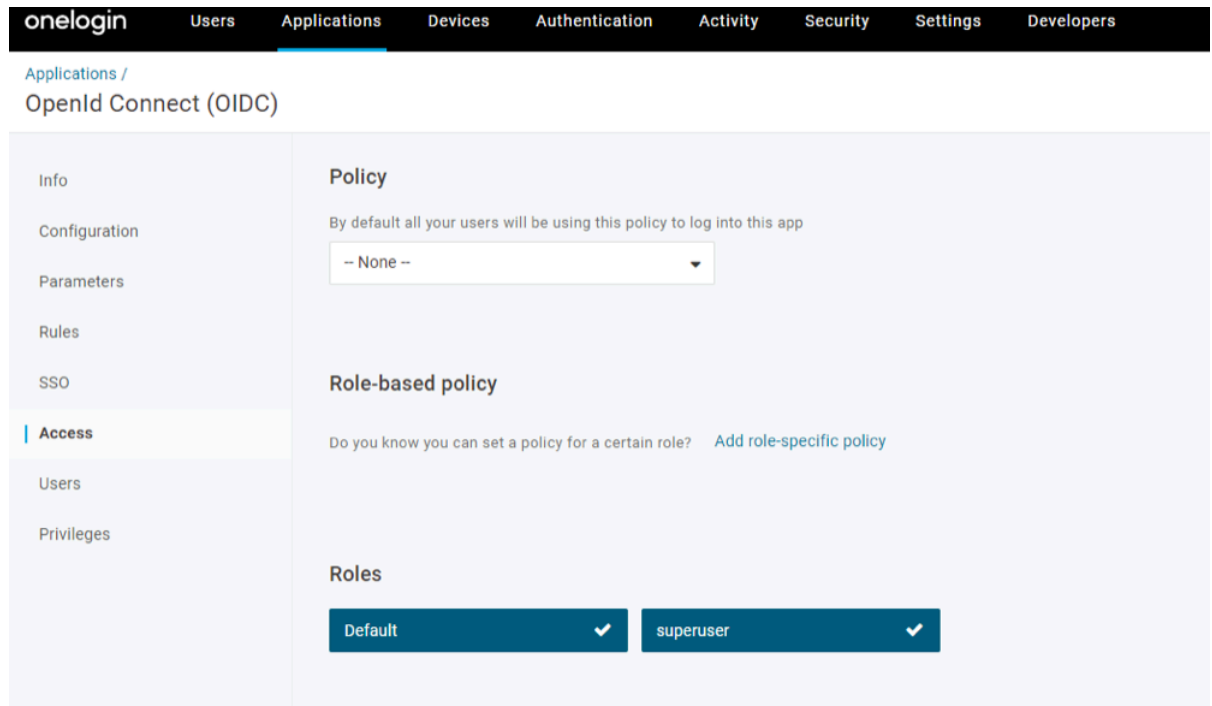 onelogin Users Applications Devices Authentication Activity Security Settings Developers
Applications /
OpenId Connect (OIDC)
Info
Configuration
Parameters
Rules
SSO
Access
Users
Privileges
Policy
By default all your users will be using this policy to log into this app
-- None --
Role-based policy
Do you know you can set a policy for a certain role? Add role-specific policy
Roles
Default superuser